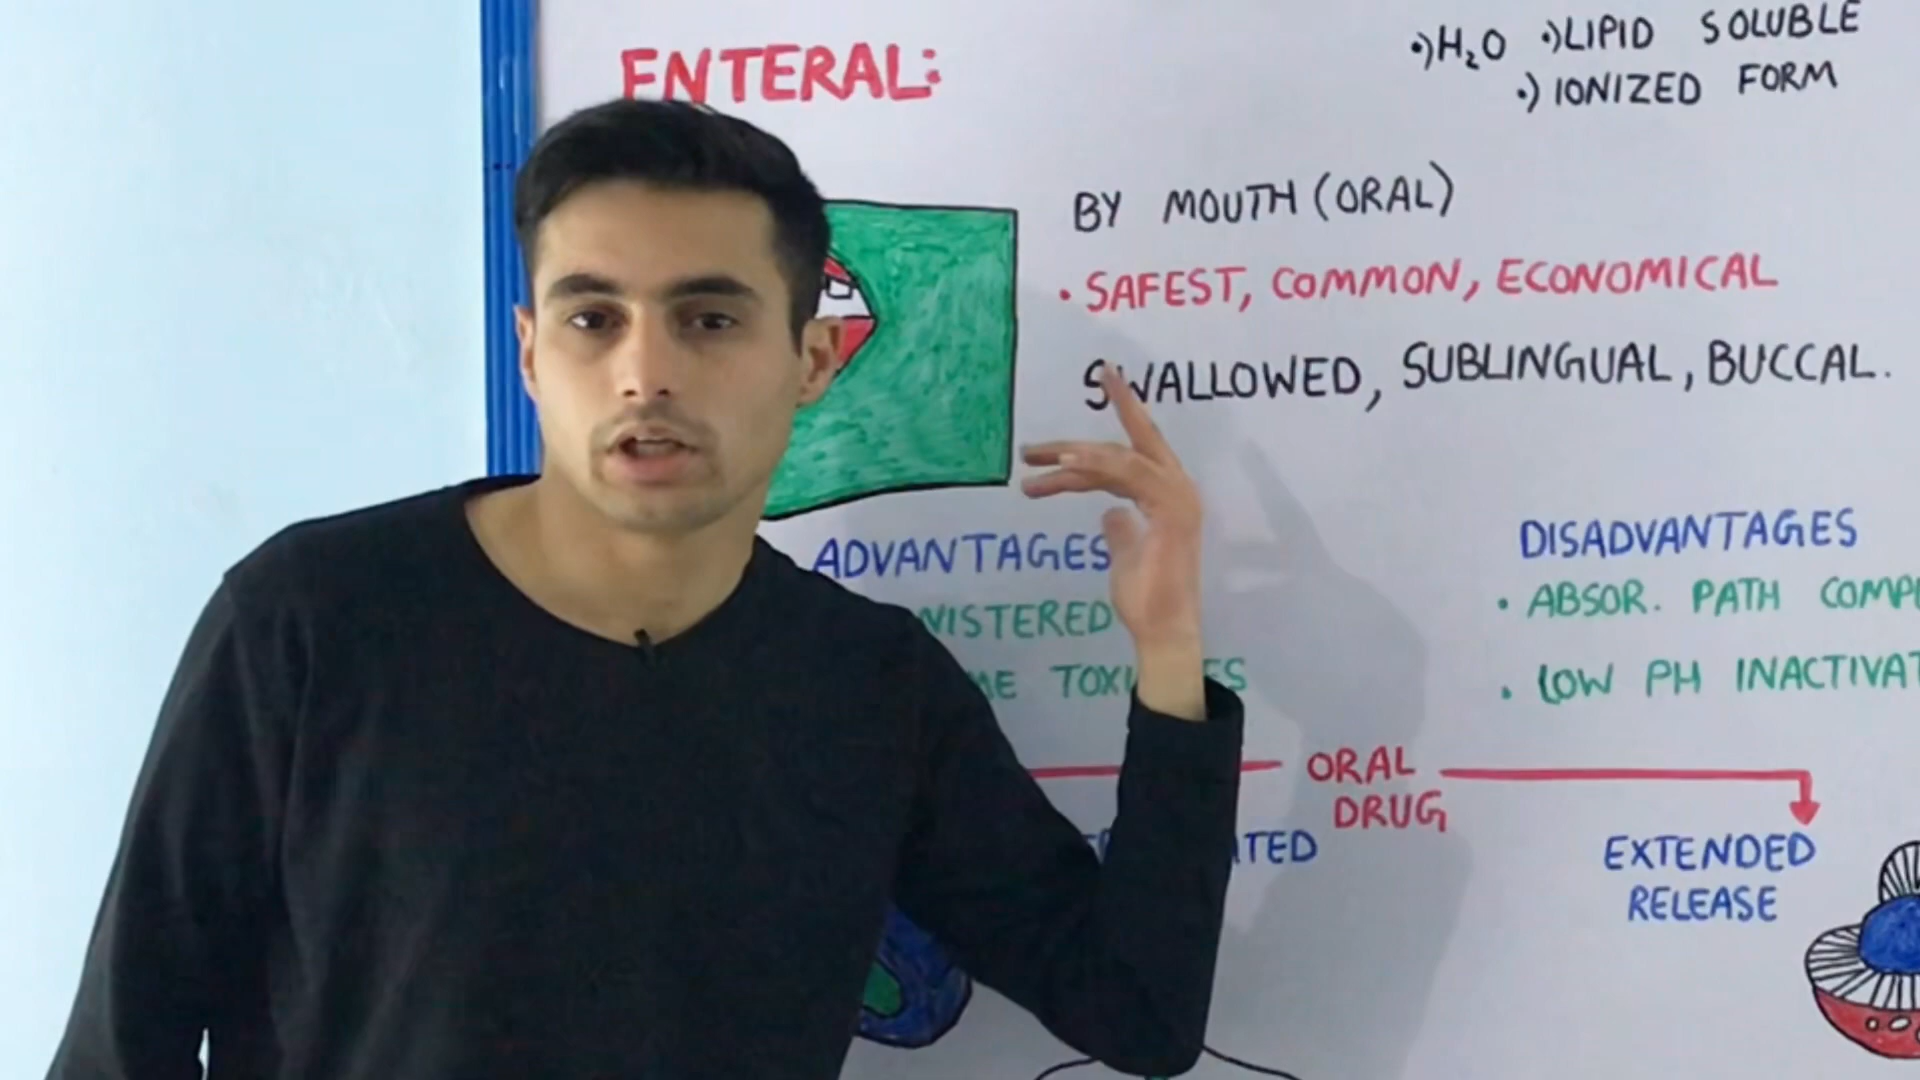 ENTERAL:
•) H₂O •) LIPID SOLUBLE
•) IONIZED FORM
BY MOUTH (ORAL)
• SAFEST, COMMON, ECONOMICAL
SWALLOWED, SUBLINGUAL, BUCCAL.
ADVANTAGES
DISADVANTAGES
• ABSOR. PATH
• LOW PH
ORAL
DRUG
EXTENDED
RELEASE